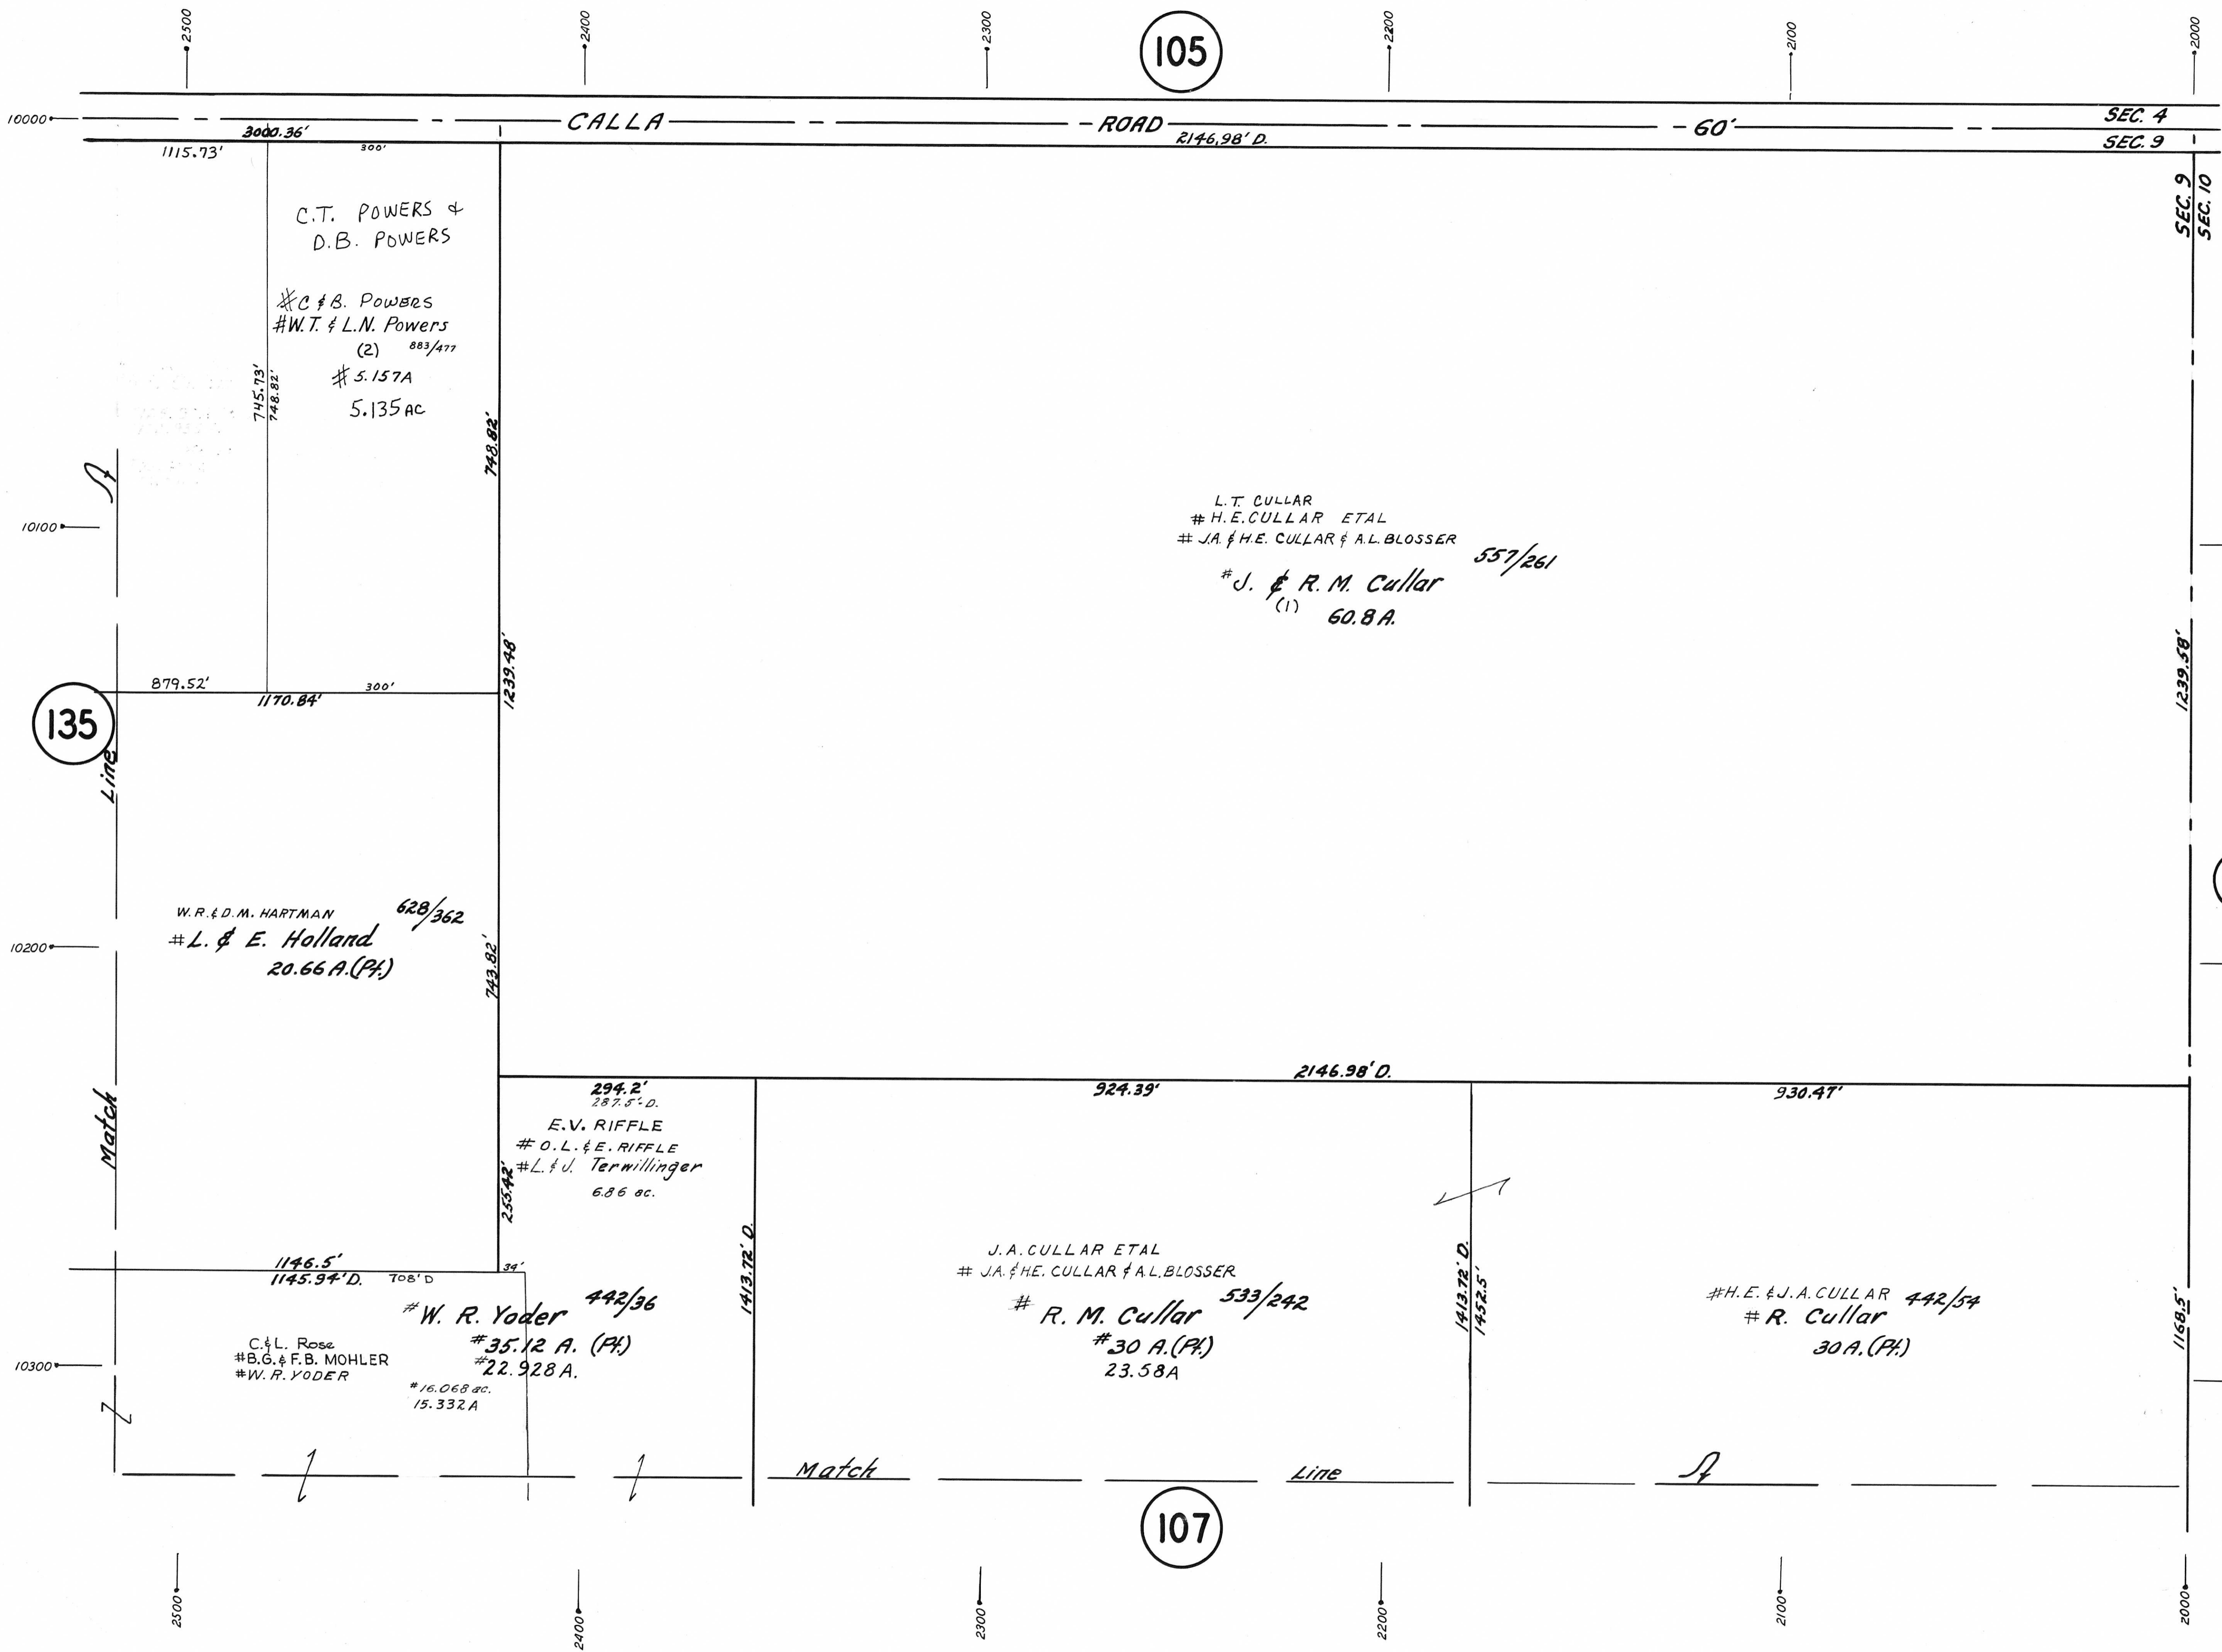 2500
2400
2300
105
2200
2100
2000
10000
CALLA ROAD 60'
SEC. 4
3000.36'
2146.98' D.
SEC. 9
1115.73'
300'
SEC. 9
SEC. 10
C.T. POWERS &
D.B. POWERS
# C & B. POWERS
# W.T. & L.N. Powers
(2) 883/477
# 5.157A
5.135 AC
745.73'
748.82'
748.82'
10100
L.T. CULLAR
# H.E. CULLAR ETAL
# J.A. & H.E. CULLAR & A.L. BLOSSER
557/261
# J. & R. M. Cullar
(1) 60.8 A.
1239.48'
1239.58'
879.52'
300'
1170.84'
135
Line
W.R. & D.M. HARTMAN
628/362
# L. & E. Holland
20.66 A. (Pt.)
10200
743.82'
2146.98' D.
294.2'
924.39'
930.47'
287.5'-D.
Match
E.V. RIFFLE
# O.L. & E. RIFFLE
# L. & J. Terwillinger
6.86 ac.
255.42'
1413.72' D.
1146.5'
1145.94' D.
708' D
34'
# W. R. Yoder 442/36
# 35.12 A. (Pt.)
# 22.928 A.
# 16.068 ac.
15.332 A
C. & L. Rose
# B.G. & F.B. MOHLER
# W. R. YODER
J.A. CULLAR ETAL
# J.A. & H.E. CULLAR & A.L. BLOSSER
# R. M. Cullar 533/242
# 30 A. (Pt.)
23.58 A
1413.72' D.
1452.5'
# H.E. & J.A. CULLAR 442/54
# R. Cullar
30 A. (Pt.)
1168.5'
10300
Match Line
107
2500
2400
2300
2200
2100
2000